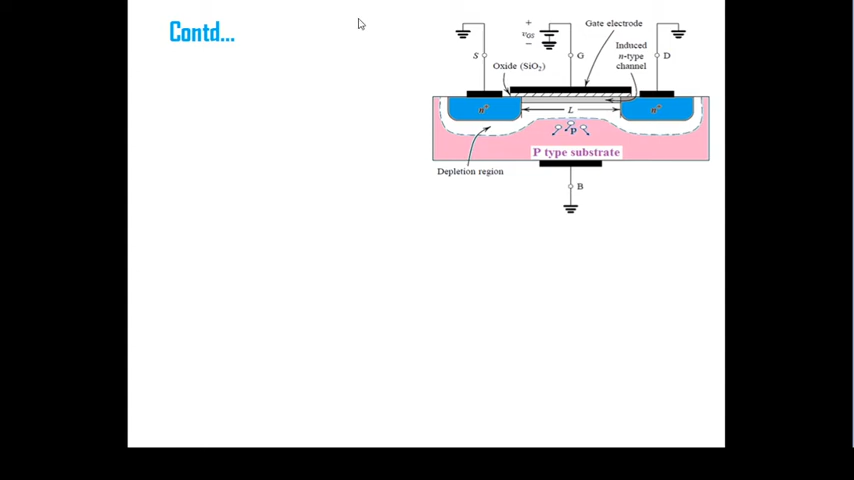 Contd...
+
vGS
−
Gate electrode
S
G
D
Induced
n-type
channel
Oxide (SiO2)
n+
L
n+
p
P type substrate
Depletion region
B